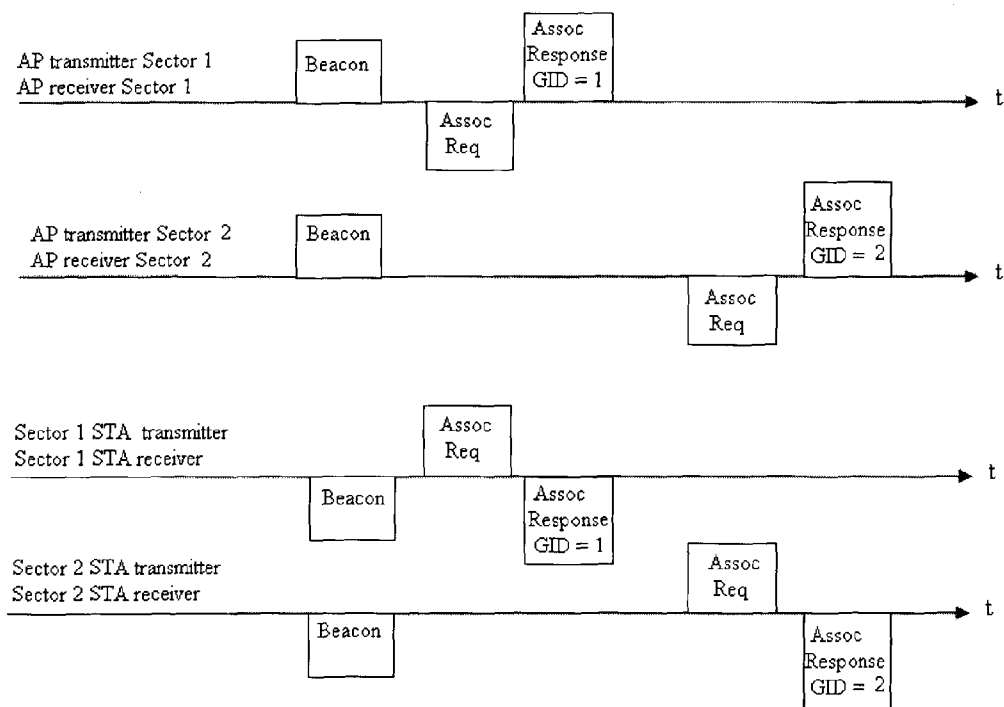 AP transmitter Sector 1
AP receiver Sector 1
Beacon
Assoc
Req
Assoc
Response
GID = 1
t
AP transmitter Sector 2
AP receiver Sector 2
Beacon
Assoc
Req
Assoc
Response
GID = 2
t
Sector 1 STA transmitter
Sector 1 STA receiver
Beacon
Assoc
Req
Assoc
Response
GID = 1
t
Sector 2 STA transmitter
Sector 2 STA receiver
Beacon
Assoc
Req
Assoc
Response
GID = 2
t